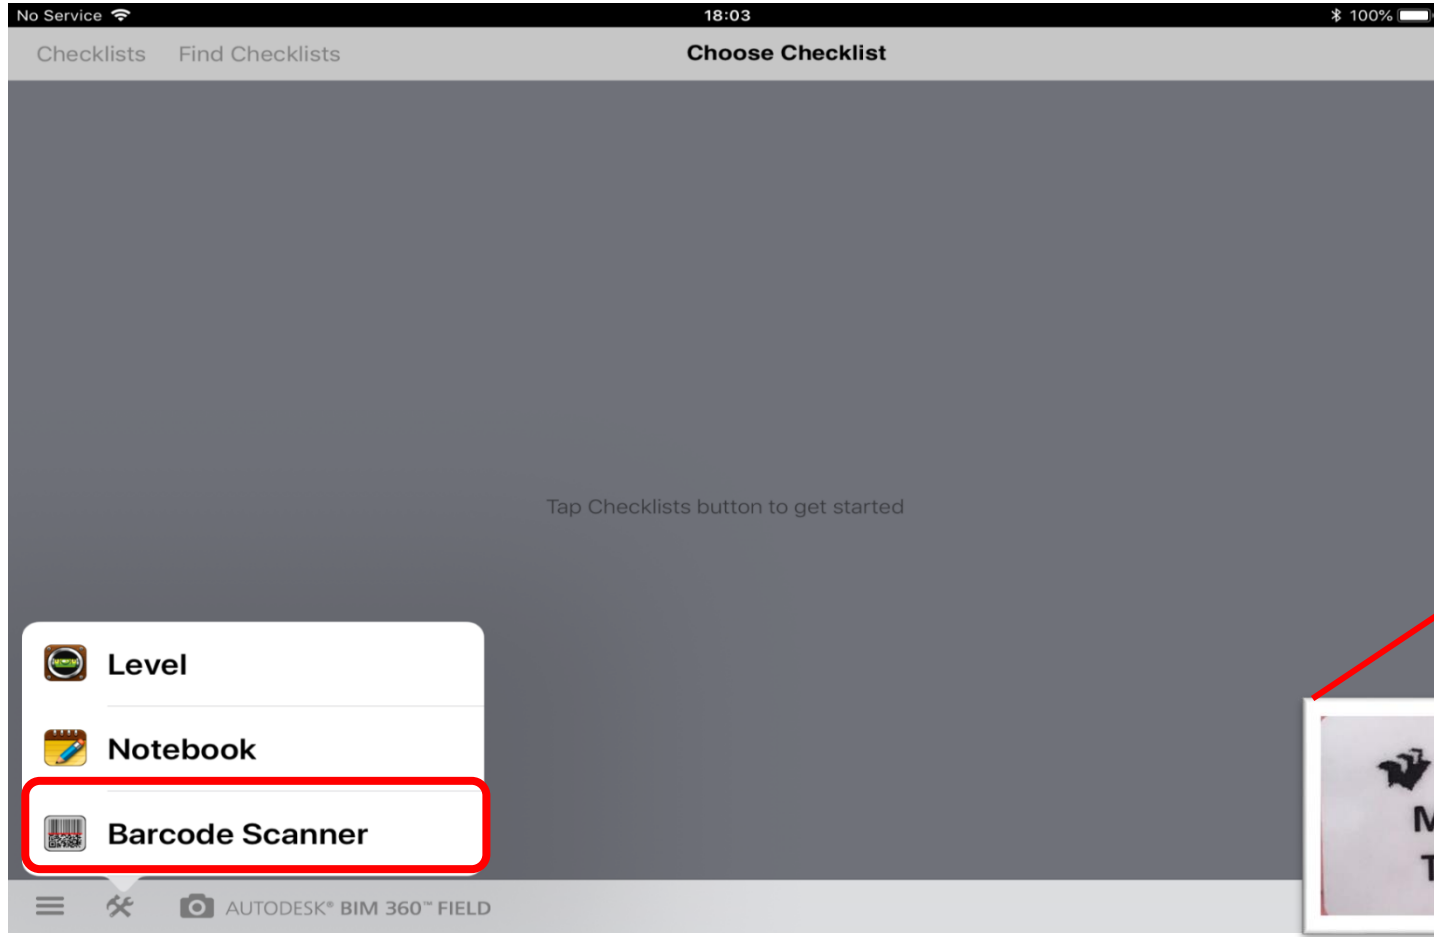 No Service 18:03 100%
Checklists Find Checklists Choose Checklist
Tap Checklists button to get started
Level
Notebook
Barcode Scanner
AUTODESK® BIM 360™ FIELD